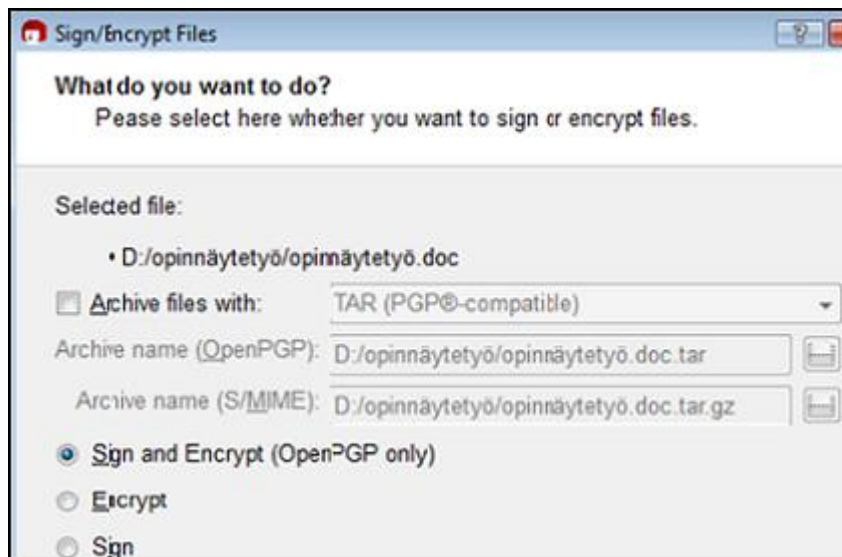 Sign/Encrypt Files
What do you want to do?
Pease select here whether you want to sign or encrypt files.
Selected file:
• D:/opinnäytetyö/opinnäytetyö.doc
Archive files with: TAR (PGP®-compatible)
Archive name (OpenPGP): D:/opinnäytetyö/opinnäytetyö.doc.tar
Archive name (S/MIME): D:/opinnäytetyö/opinnäytetyö.doc.tar.gz
Sign and Encrypt (OpenPGP only)
Encrypt
Sign